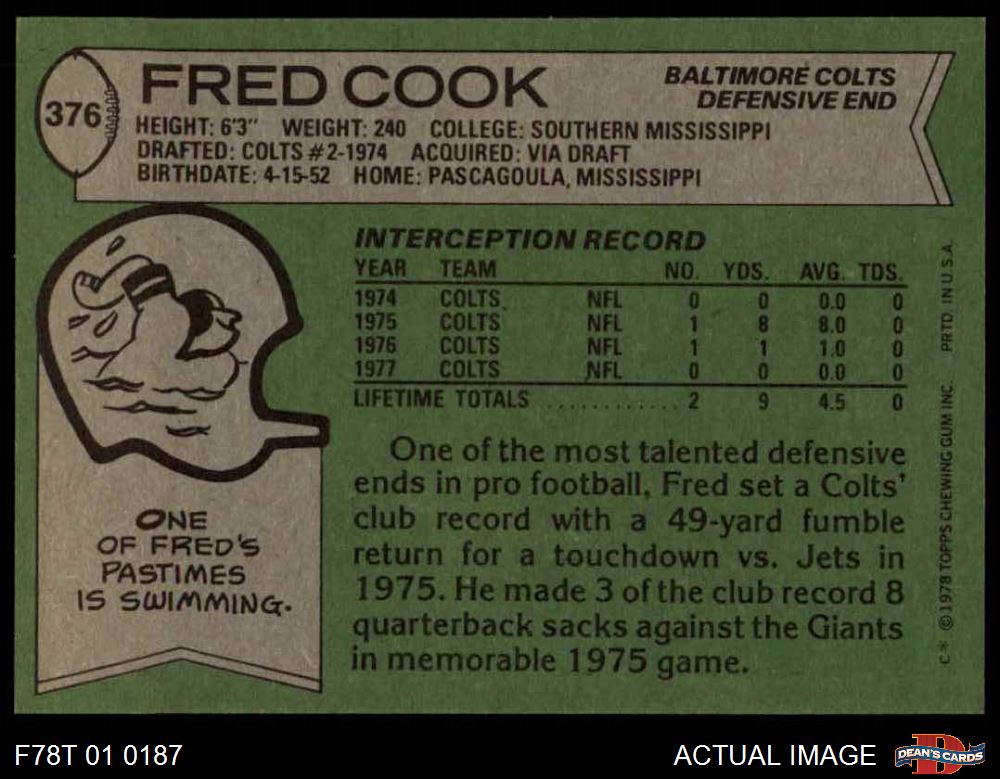 376
FRED COOK
BALTIMORE COLTS
DEFENSIVE END
HEIGHT: 6'3" WEIGHT: 240 COLLEGE: SOUTHERN MISSISSIPPI
DRAFTED: COLTS #2-1974 ACQUIRED: VIA DRAFT
BIRTHDATE: 4-15-52 HOME: PASCAGOULA, MISSISSIPPI
INTERCEPTION RECORD
YEAR TEAM NO. YDS. AVG. TDS.
1974 COLTS NFL 0 0 0.0 0
1975 COLTS NFL 1 8 8.0 0
1976 COLTS NFL 1 1 1.0 0
1977 COLTS NFL 0 0 0.0 0
LIFETIME TOTALS ............ 2 9 4.5 0
One of the most talented defensive
ends in pro football, Fred set a Colts'
club record with a 49-yard fumble
return for a touchdown vs. Jets in
1975. He made 3 of the club record 8
quarterback sacks against the Giants
in memorable 1975 game.
ONE
OF FRED'S
PASTIMES
IS SWIMMING.
C* © 1978 TOPPS CHEWING GUM INC. PRTD. IN U.S.A.
F78T 01 0187
ACTUAL IMAGE
DEAN'S CARDS